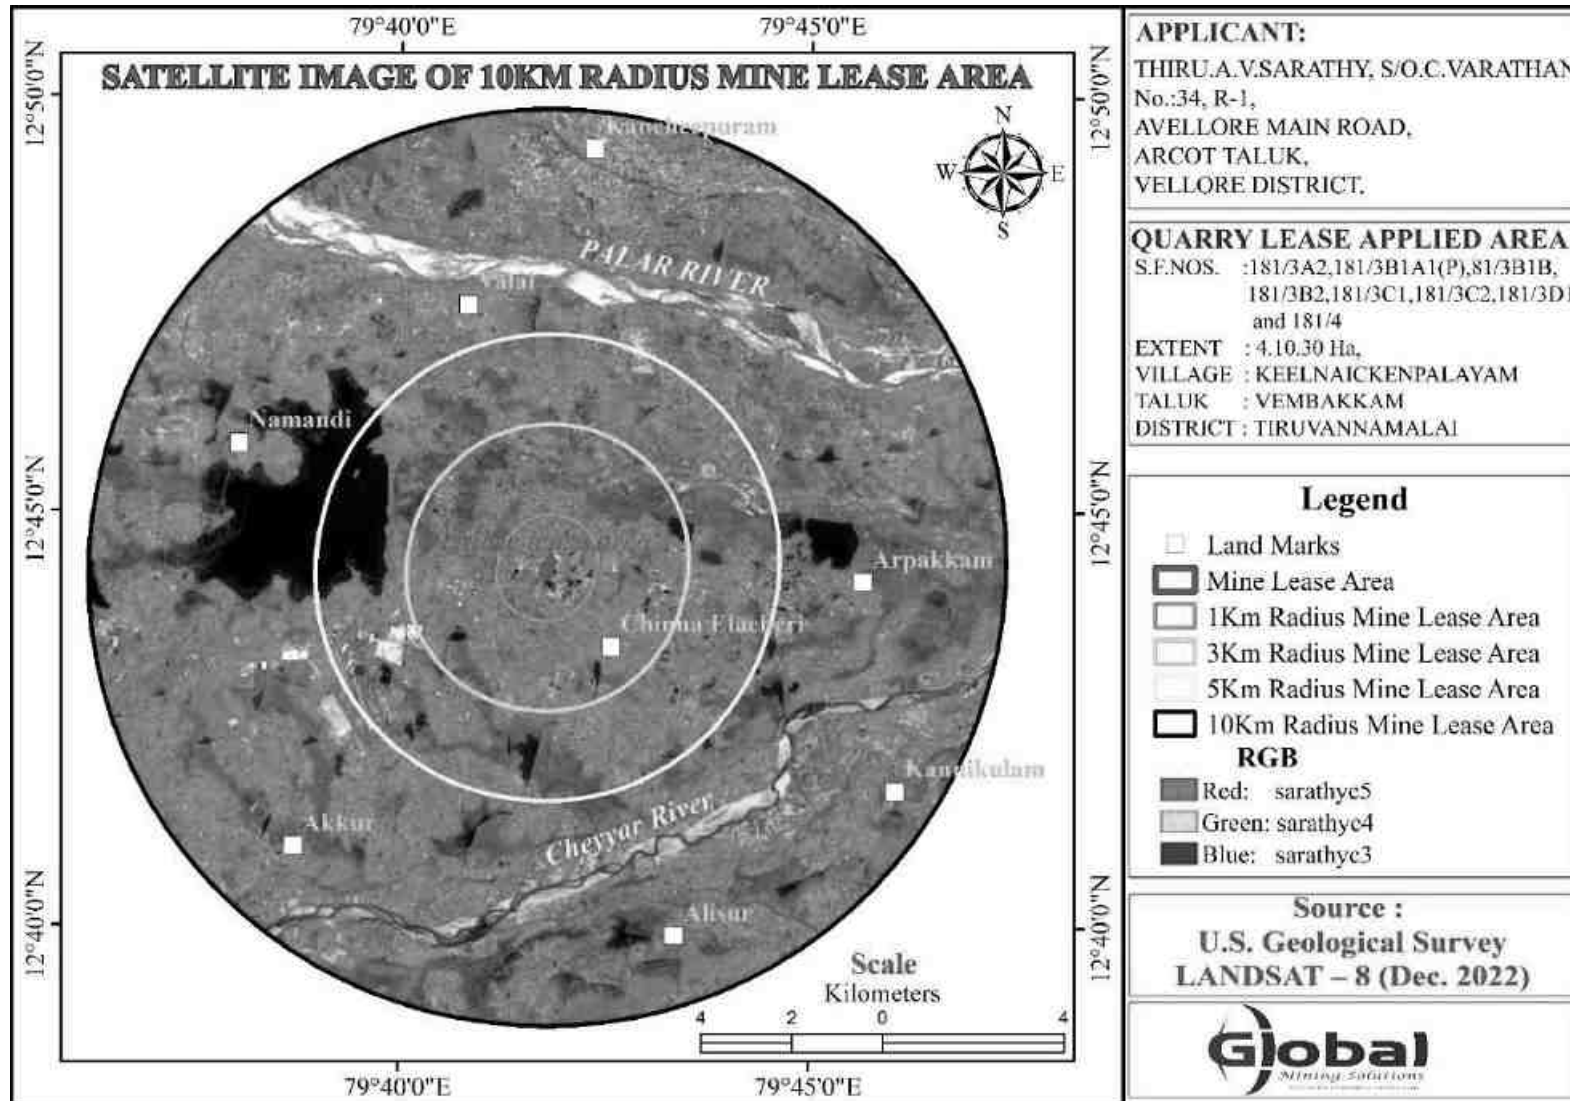 79°40'0"E
79°45'0"E
SATELLITE IMAGE OF 10KM RADIUS MINE LEASE AREA
12°50'0"N
12°50'0"N
Kancheepuram
N
W
E
S
PALAR RIVER
Namandi
12°45'0"N
12°45'0"N
Arpakkam
Chinna Elacheri
Kannikulam
Cheyyar River
Akkur
Alisur
12°40'0"N
12°40'0"N
Scale
Kilometers
4
2
0
4
79°40'0"E
79°45'0"E
APPLICANT:
THIRU.A.V.SARATHY, S/O.C.VARATHAN
No.:34, R-1,
AVELLORE MAIN ROAD,
ARCOT TALUK,
VELLORE DISTRICT.
QUARRY LEASE APPLIED AREA
S.F.NOS. :181/3A2,181/3B1A1(P),81/3B1B,
181/3B2,181/3C1,181/3C2,181/3D1
and 181/4
EXTENT : 4.10.30 Ha,
VILLAGE : KEELNAICKENPALAYAM
TALUK : VEMBAKKAM
DISTRICT : TIRUVANNAMALAI
Legend
Land Marks
Mine Lease Area
1Km Radius Mine Lease Area
3Km Radius Mine Lease Area
5Km Radius Mine Lease Area
10Km Radius Mine Lease Area
RGB
Red: sarathyc5
Green: sarathyc4
Blue: sarathyc3
Source :
U.S. Geological Survey
LANDSAT – 8 (Dec. 2022)
Global
Mining Solutions